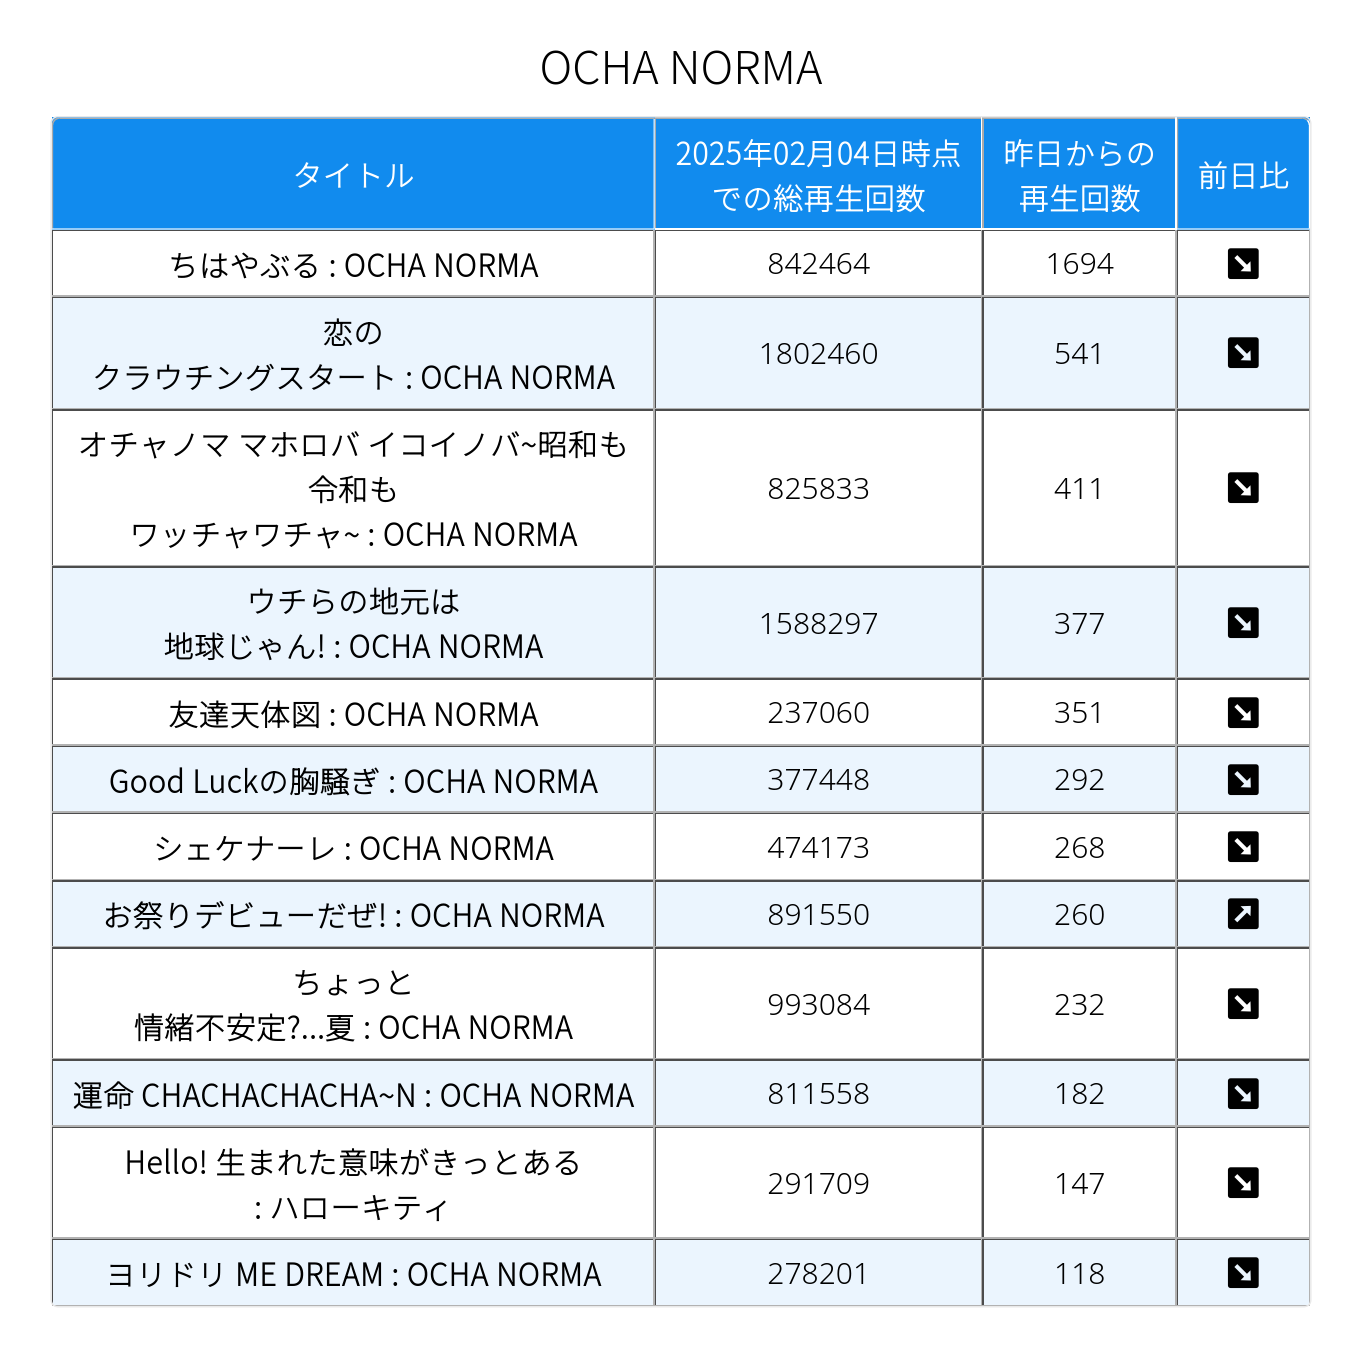 OCHA NORMA
タイトル
2025年02月04日時点
での総再生回数
昨日からの
再生回数
前日比
ちはやぶる : OCHA NORMA
842464
1694
恋の
クラウチングスタート : OCHA NORMA
1802460
541
オチャノマ マホロバ イコイノバ~昭和も
令和も
ワッチャワチャ~ : OCHA NORMA
825833
411
ウチらの地元は
地球じゃん! : OCHA NORMA
1588297
377
友達天体図 : OCHA NORMA
237060
351
Good Luckの胸騒ぎ : OCHA NORMA
377448
292
シェケナーレ : OCHA NORMA
474173
268
お祭りデビューだぜ! : OCHA NORMA
891550
260
ちょっと
情緒不安定?...夏 : OCHA NORMA
993084
232
運命 CHACHACHACHA~N : OCHA NORMA
811558
182
Hello! 生まれた意味がきっとある
: ハローキティ
291709
147
ヨリドリ ME DREAM : OCHA NORMA
278201
118